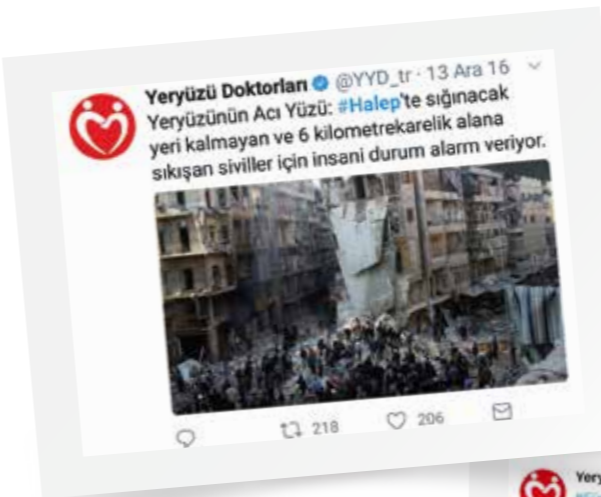 Yeryüzü Doktorları @YYD_tr · 13 Ara 16
Yeryüzünün Acı Yüzü: #Halep'te sığınacak
yeri kalmayan ve 6 kilometrekarelik alana
sıkışan siviller için insani durum alarm veriyor.
218 206